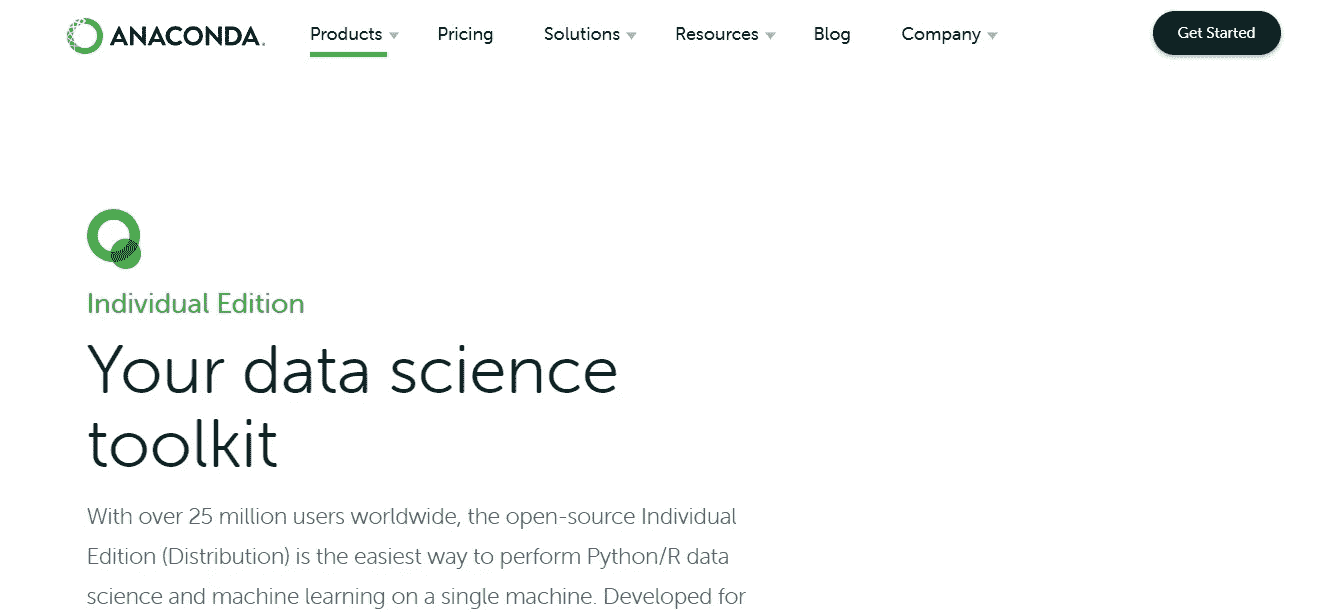 ANACONDA.
Products Pricing Solutions Resources Blog Company Get Started
Individual Edition
Your data science
toolkit
With over 25 million users worldwide, the open-source Individual
Edition (Distribution) is the easiest way to perform Python/R data
science and machine learning on a single machine. Developed for